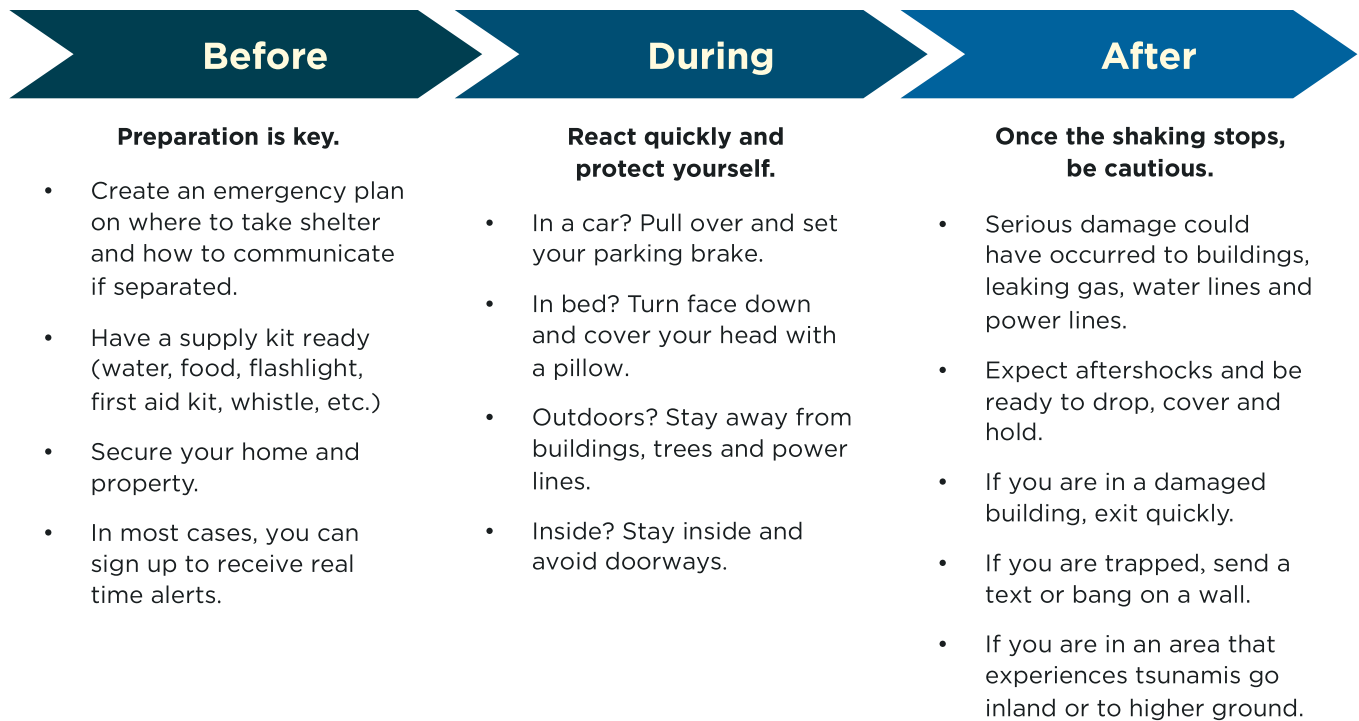 Before
Preparation is key.
• Create an emergency plan
on where to take shelter
and how to communicate
if separated.
• Have a supply kit ready
(water, food, flashlight,
first aid kit, whistle, etc.)
• Secure your home and
property.
• In most cases, you can
sign up to receive real
time alerts.
During
React quickly and
protect yourself.
• In a car? Pull over and set
your parking brake.
• In bed? Turn face down
and cover your head with
a pillow.
• Outdoors? Stay away from
buildings, trees and power
lines.
• Inside? Stay inside and
avoid doorways.
After
Once the shaking stops,
be cautious.
• Serious damage could
have occurred to buildings,
leaking gas, water lines and
power lines.
• Expect aftershocks and be
ready to drop, cover and
hold.
• If you are in a damaged
building, exit quickly.
• If you are trapped, send a
text or bang on a wall.
• If you are in an area that
experiences tsunamis go
inland or to higher ground.